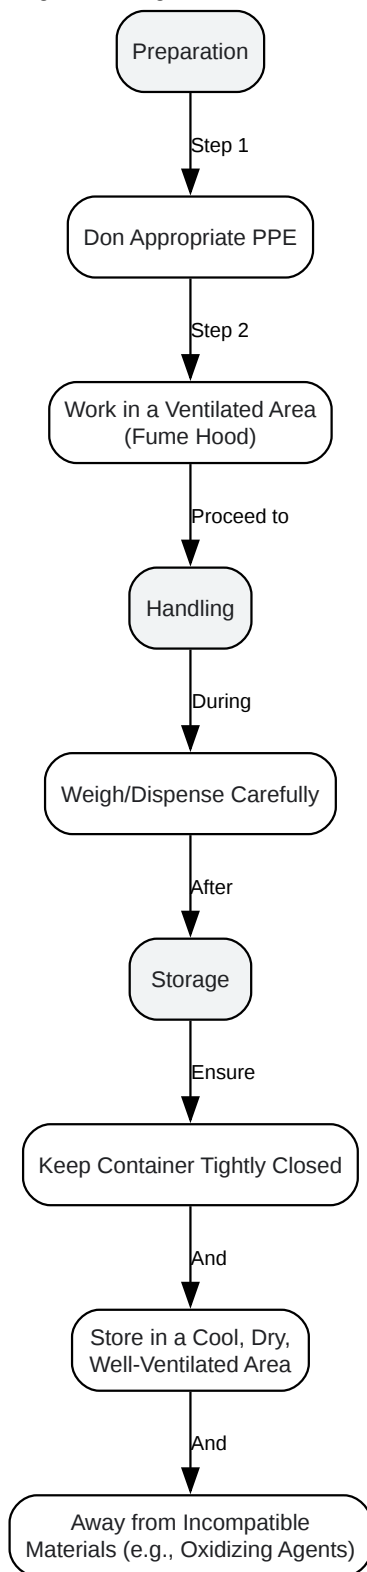 Preparation
Step 1
Don Appropriate PPE
Step 2
Work in a Ventilated Area
(Fume Hood)
Proceed to
Handling
During
Weigh/Dispense Carefully
After
Storage
Ensure
Keep Container Tightly Closed
And
Store in a Cool, Dry,
Well-Ventilated Area
And
Away from Incompatible
Materials (e.g., Oxidizing Agents)